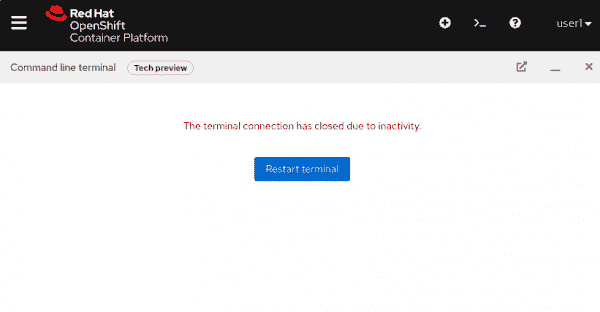 Red Hat
OpenShift
Container Platform
user1
Command line terminal
Tech preview
The terminal connection has closed due to inactivity.
Restart terminal